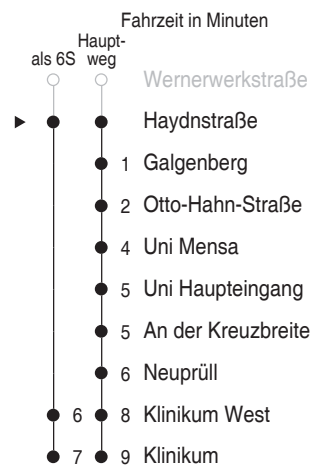 Fahrzeit in Minuten
als 6S
Haupt-
weg
Wernerwerkstraße
Haydnstraße
1 Galgenberg
2 Otto-Hahn-Straße
4 Uni Mensa
5 Uni Haupteingang
5 An der Kreuzbreite
6 Neuprüll
6 8 Klinikum West
7 9 Klinikum